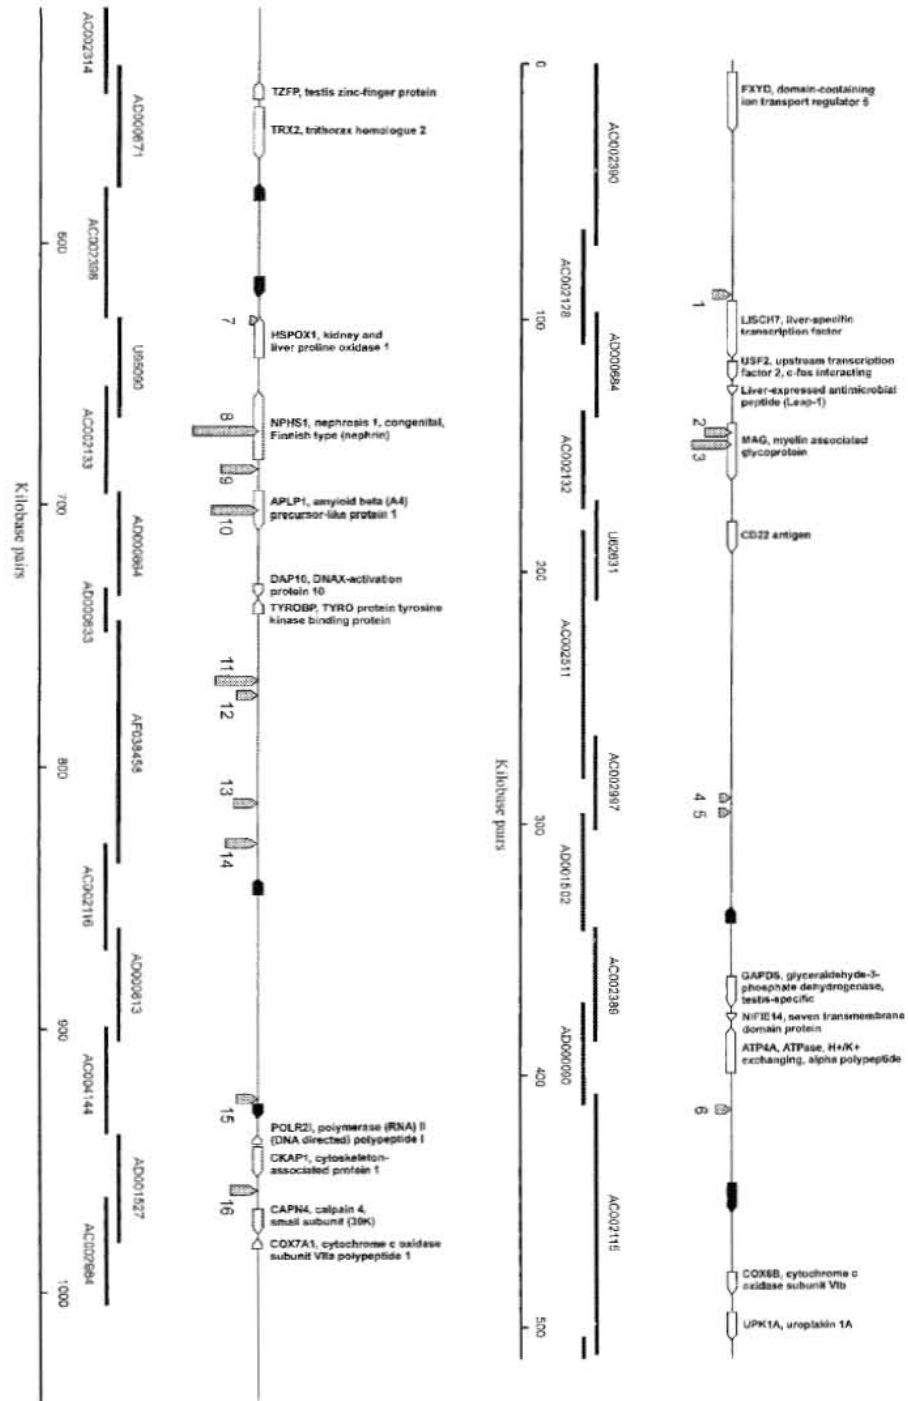 0
100
200
300
400
500
Kilobase pairs
AC002390
AC002128
AD000684
AC002132
U62631
AC002511
AC002997
AD001502
AC002389
AD000090
AC002115
1
2
3
4
5
6
FXYD, domain-containing
ion transport regulator 5
LISCH7, liver-specific
transcription factor
USF2, upstream transcription
factor 2, c-fos interacting
Liver-expressed antimicrobial
peptide (Leap-1)
MAG, myelin associated
glycoprotein
CD22 antigen
GAPDS, glyceraldehyde-3-
phosphate dehydrogenase,
testis-specific
NIFIE14, seven transmembrane
domain protein
ATP4A, ATPase, H+/K+
exchanging, alpha polypeptide
COX6B, cytochrome c
oxidase subunit VIb
UPK1A, uroplakin 1A
600
700
800
900
1000
Kilobase pairs
AC002314
AD000671
AC002398
U95090
AC002133
AD000864
AD000833
AF038458
AC002116
AD000813
AC004144
AD001527
AC002984
7
8
9
10
11
12
13
14
15
16
TZFP, testis zinc-finger protein
TRX2, trithorax homologue 2
HSPOX1, kidney and
liver proline oxidase 1
NPHS1, nephrosis 1, congenital,
Finnish type (nephrin)
APLP1, amyloid beta (A4)
precursor-like protein 1
DAP10, DNAX-activation
protein 10
TYROBP, TYRO protein tyrosine
kinase binding protein
POLR2I, polymerase (RNA) II
(DNA directed) polypeptide I
CKAP1, cytoskeleton-
associated protein 1
CAPN4, calpain 4,
small subunit (30K)
COX7A1, cytochrome c oxidase
subunit VIIa polypeptide 1